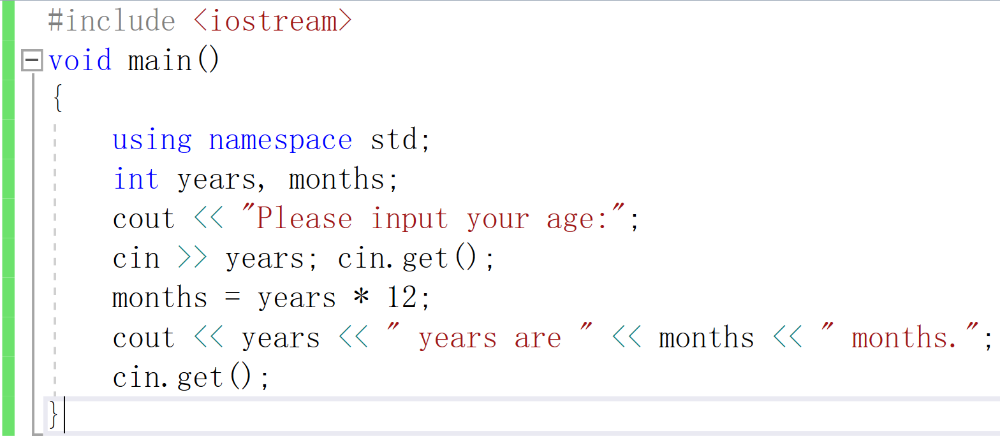 #include <iostream>
void main()
{
    using namespace std;
    int years, months;
    cout << "Please input your age:";
    cin >> years; cin.get();
    months = years * 12;
    cout << years << " years are " << months << " months.";
    cin.get();
}